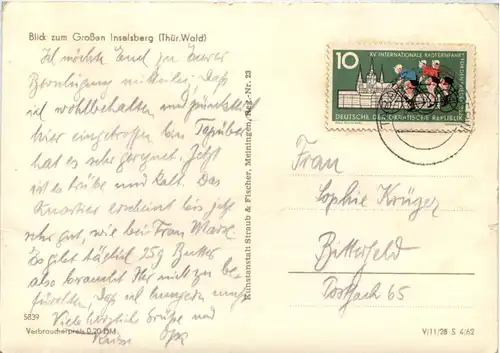 Blick zum Großen Inselsberg (Thür. Wald)
Ich möchte Euch zu Eurer
Beruhigung mitteilen, daß
ich wohlbehalten und pünktlich
hier eingetroffen bin. Tagsüber
hat es sehr geregnet. Jetzt
ist es trübe und kalt. Das
Quartier erscheint bis jetzt
sehr gut, wie bei Frau
Es gibt täglich 25g Butter
also braucht Ihr nicht zu be-
fürchten, daß ich hungern muß
Viele herzliche Grüße und
5839
Verbraucherpreis 0,20 DM
Kunstanstalt Straub & Fischer, Meiningen, Reg.-Nr. 23
10
XV. INTERNATIONALE RADFERNFAHRT
DEUTSCHE DEMOKRATISCHE REPUBLIK
Frau
Sophie Krüger
Bitterfeld
Postfach 65
V/11/28 S 4/62